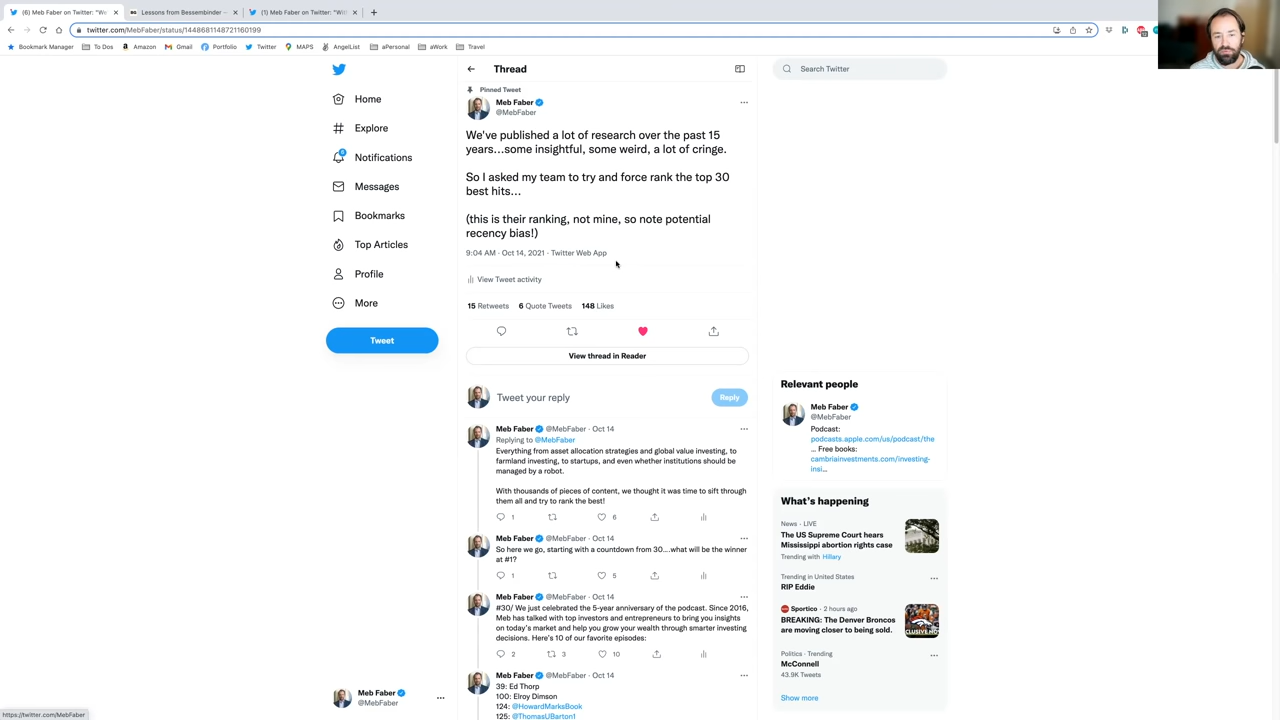 (6) Meb Faber on Twitter: "We
Lessons from Bessembinder –
(1) Meb Faber on Twitter: "Wit
twitter.com/MebFaber/status/1448681148721160199
Bookmark Manager
To Dos
Amazon
Gmail
Portfolio
Twitter
MAPS
AngelList
aPersonal
aWork
Travel
Home
Explore
Notifications
Messages
Bookmarks
Top Articles
Profile
More
Tweet
Meb Faber
@MebFaber
https://twitter.com/MebFaber
Thread
Pinned Tweet
Meb Faber
@MebFaber
We've published a lot of research over the past 15
years...some insightful, some weird, a lot of cringe.
So I asked my team to try and force rank the top 30
best hits...
(this is their ranking, not mine, so note potential
recency bias!)
9:04 AM · Oct 14, 2021 · Twitter Web App
View Tweet activity
15 Retweets 6 Quote Tweets 148 Likes
View thread in Reader
Tweet your reply
Reply
Meb Faber @MebFaber · Oct 14
Replying to @MebFaber
Everything from asset allocation strategies and global value investing, to
farmland investing, to startups, and even whether institutions should be
managed by a robot.
With thousands of pieces of content, we thought it was time to sift through
them all and try to rank the best!
1 6
Meb Faber @MebFaber · Oct 14
So here we go, starting with a countdown from 30....what will be the winner
at #1?
1 5
Meb Faber @MebFaber · Oct 14
#30/ We just celebrated the 5-year anniversary of the podcast. Since 2016,
Meb has talked with top investors and entrepreneurs to bring you insights
on today's market and help you grow your wealth through smarter investing
decisions. Here's 10 of our favorite episodes:
2 3 10
Meb Faber @MebFaber · Oct 14
39: Ed Thorp
100: Elroy Dimson
124: @HowardMarksBook
125: @ThomasUBarton1
Search Twitter
Relevant people
Meb Faber
@MebFaber
Podcast:
podcasts.apple.com/us/podcast/the
... Free books:
cambriainvestments.com/investing-
insi...
What's happening
News · LIVE
The US Supreme Court hears
Mississippi abortion rights case
Trending with Hillary
Trending in United States
RIP Eddie
Sportico · 2 hours ago
BREAKING: The Denver Broncos
are moving closer to being sold.
Politics · Trending
McConnell
43.9K Tweets
Show more